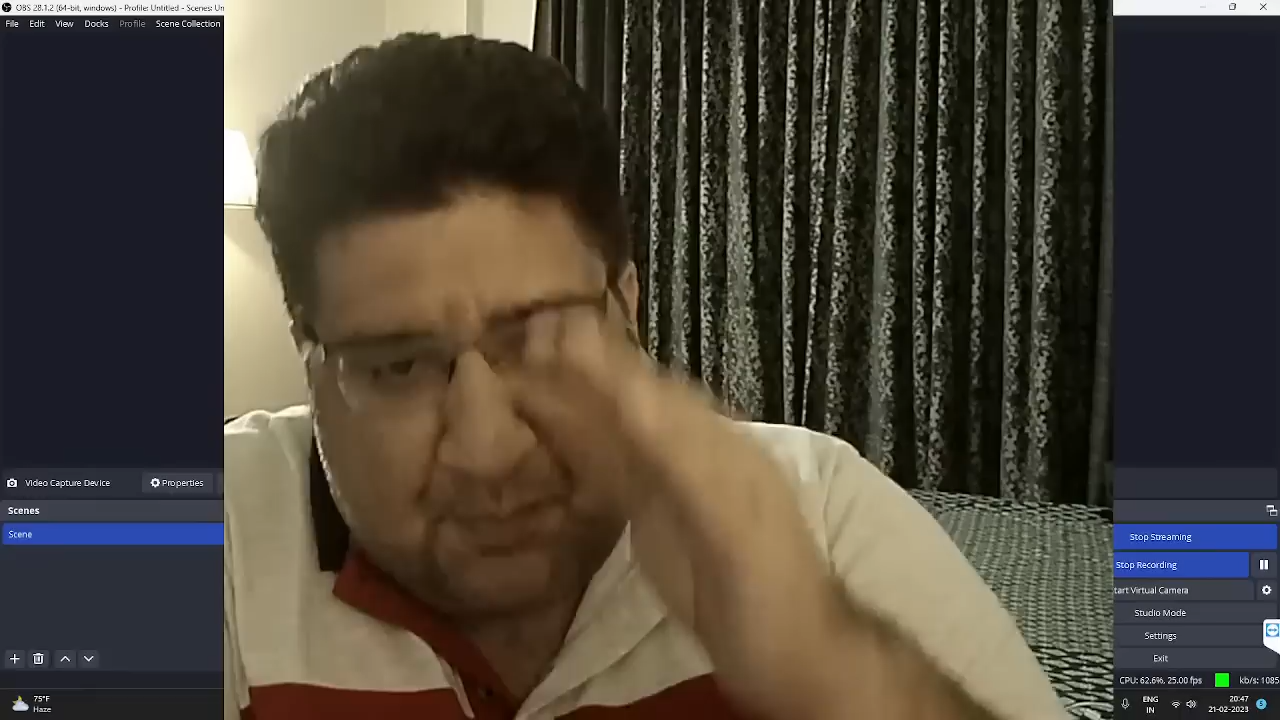 OBS 28.1.2 (64-bit, windows) - Profile Untitled - Scenes Un
File Edit View Docks Profile Scene Collection
Video Capture Device
Properties
Scenes
Scene
Stop Streaming
Stop Recording
tart Virtual Camera
Studio Mode
Settings
Exit
CPU: 62.6%, 25.00 fps
kb/s: 1085
75°F
Haze
ENG
IN
20:47
21-02-2023